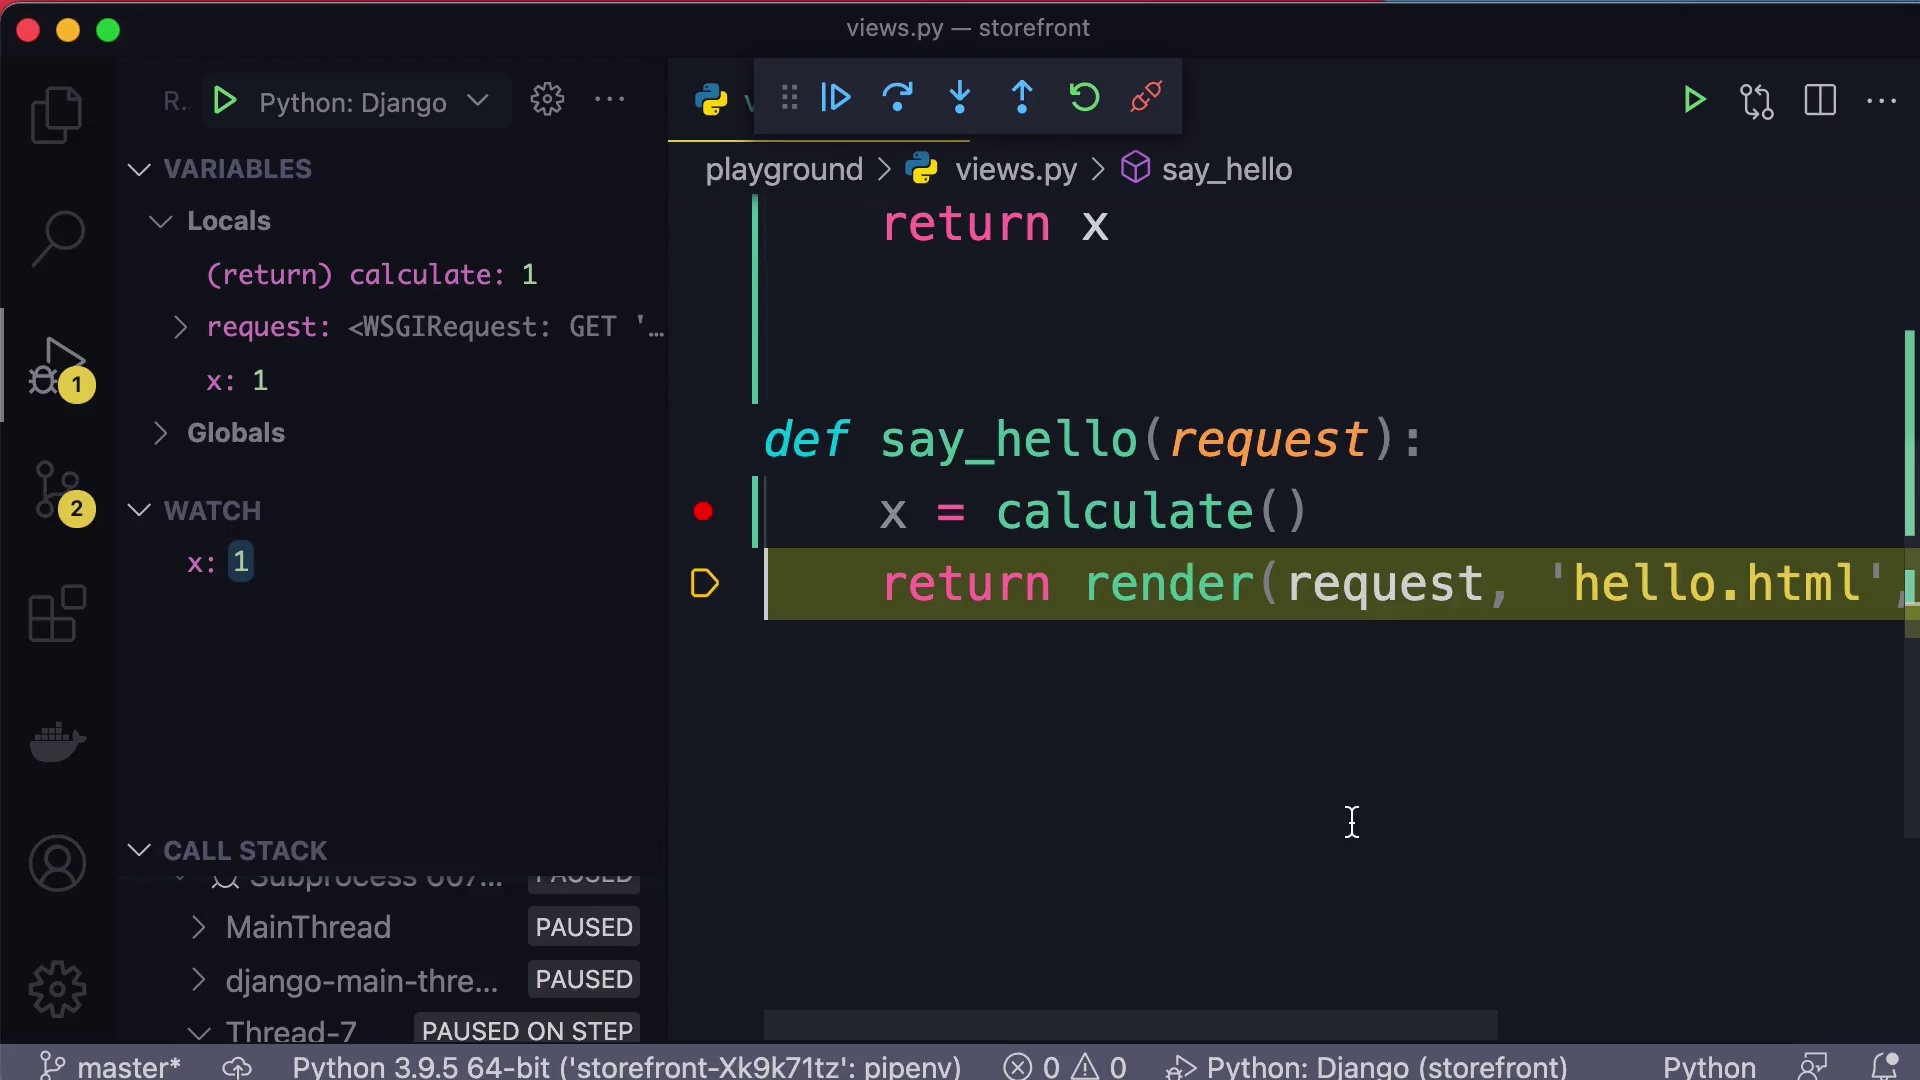 views.py — storefront
R..
Python: Django
playground
views.py
say_hello
VARIABLES
Locals
(return) calculate: 1
request: <WSGIRequest: GET '…
x: 1
Globals
1
2
WATCH
x: 1
CALL STACK
Subprocess 607... PAUSED
MainThread PAUSED
django-main-thre... PAUSED
Thread-7 PAUSED ON STEP
return x
def say_hello(request):
x = calculate()
return render(request, 'hello.html',
master* Python 3.9.5 64-bit ('storefront-Xk9k71tz': pipenv) 0 0 Python: Django (storefront) Python